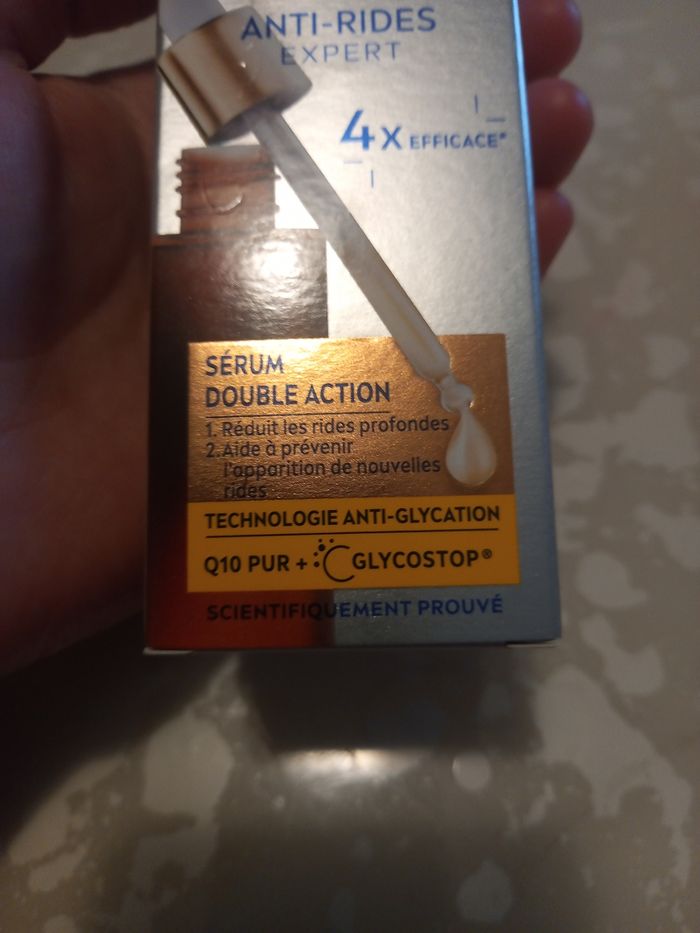 ANTI-RIDES
EXPERT
4X EFFICACE*
SÉRUM
DOUBLE ACTION
1. Réduit les rides profondes
2. Aide à prévenir
l'apparition de nouvelles
rides
TECHNOLOGIE ANTI-GLYCATION
Q10 PUR + GLYCOSTOP®
SCIENTIFIQUEMENT PROUVÉ